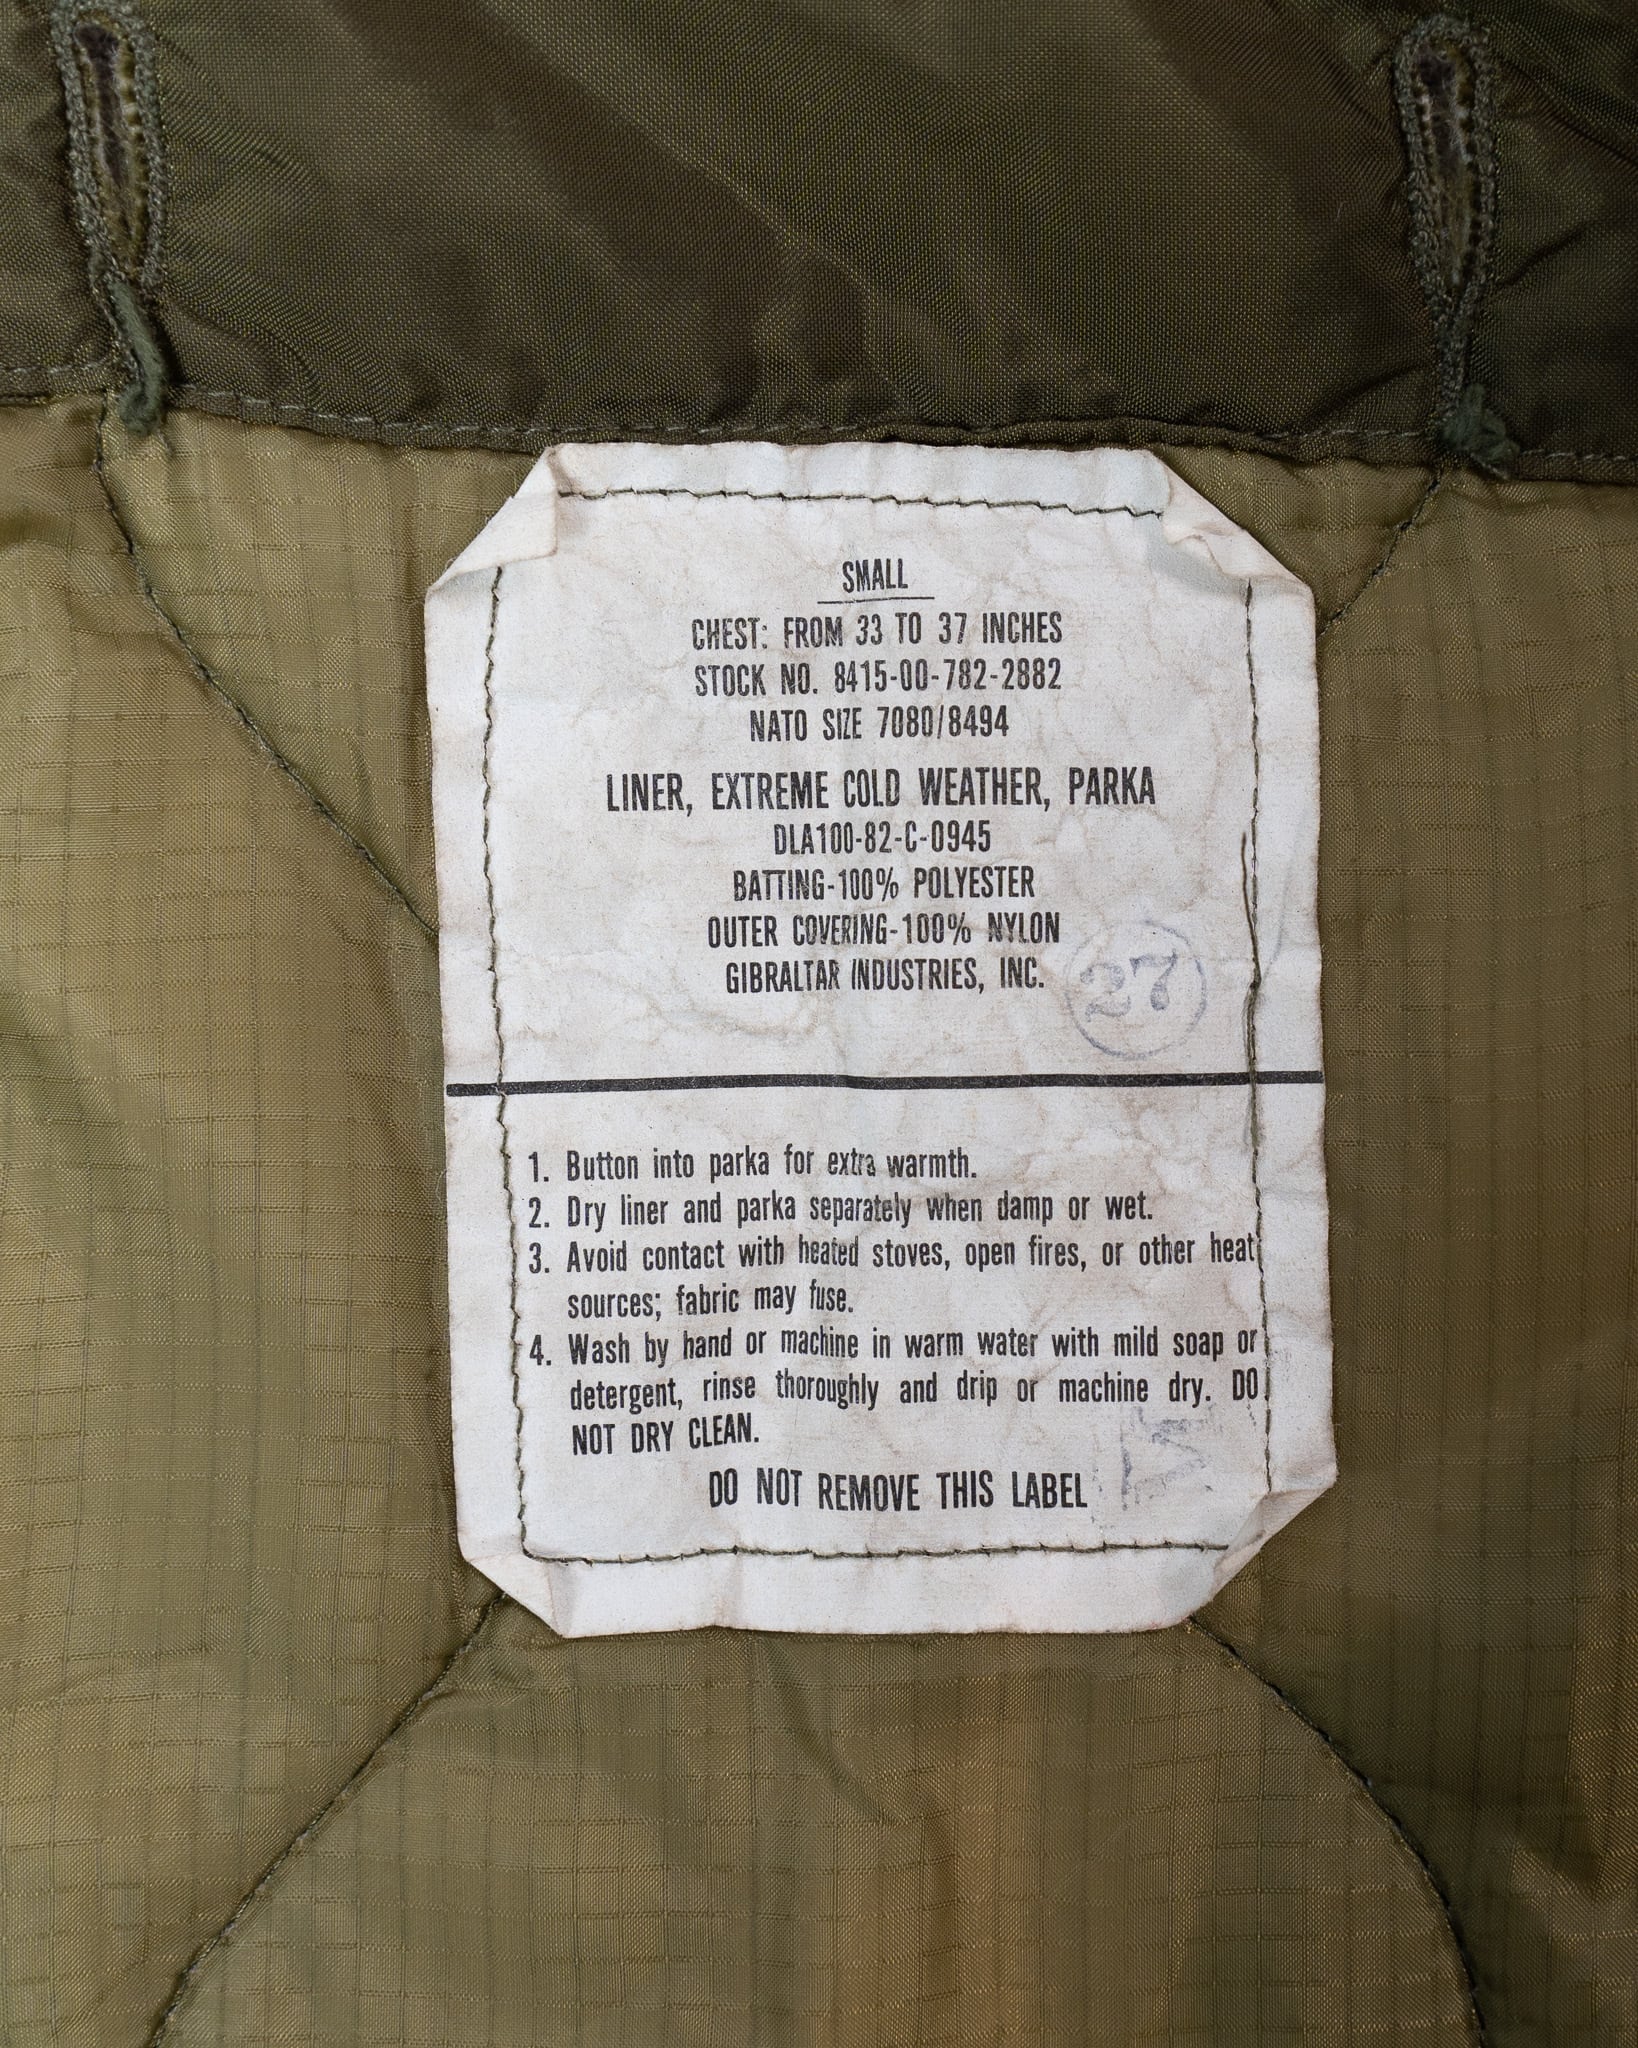 SMALL
CHEST: FROM 33 TO 37 INCHES
STOCK NO. 8415-00-782-2882
NATO SIZE 7080/8494
LINER, EXTREME COLD WEATHER, PARKA
DLA100-82-C-0945
BATTING-100% POLYESTER
OUTER COVERING-100% NYLON
GIBRALTAR INDUSTRIES, INC.
27
1. Button into parka for extra warmth.
2. Dry liner and parka separately when damp or wet.
3. Avoid contact with heated stoves, open fires, or other heat
sources; fabric may fuse.
4. Wash by hand or machine in warm water with mild soap or
detergent, rinse thoroughly and drip or machine dry. DO
NOT DRY CLEAN.
DO NOT REMOVE THIS LABEL